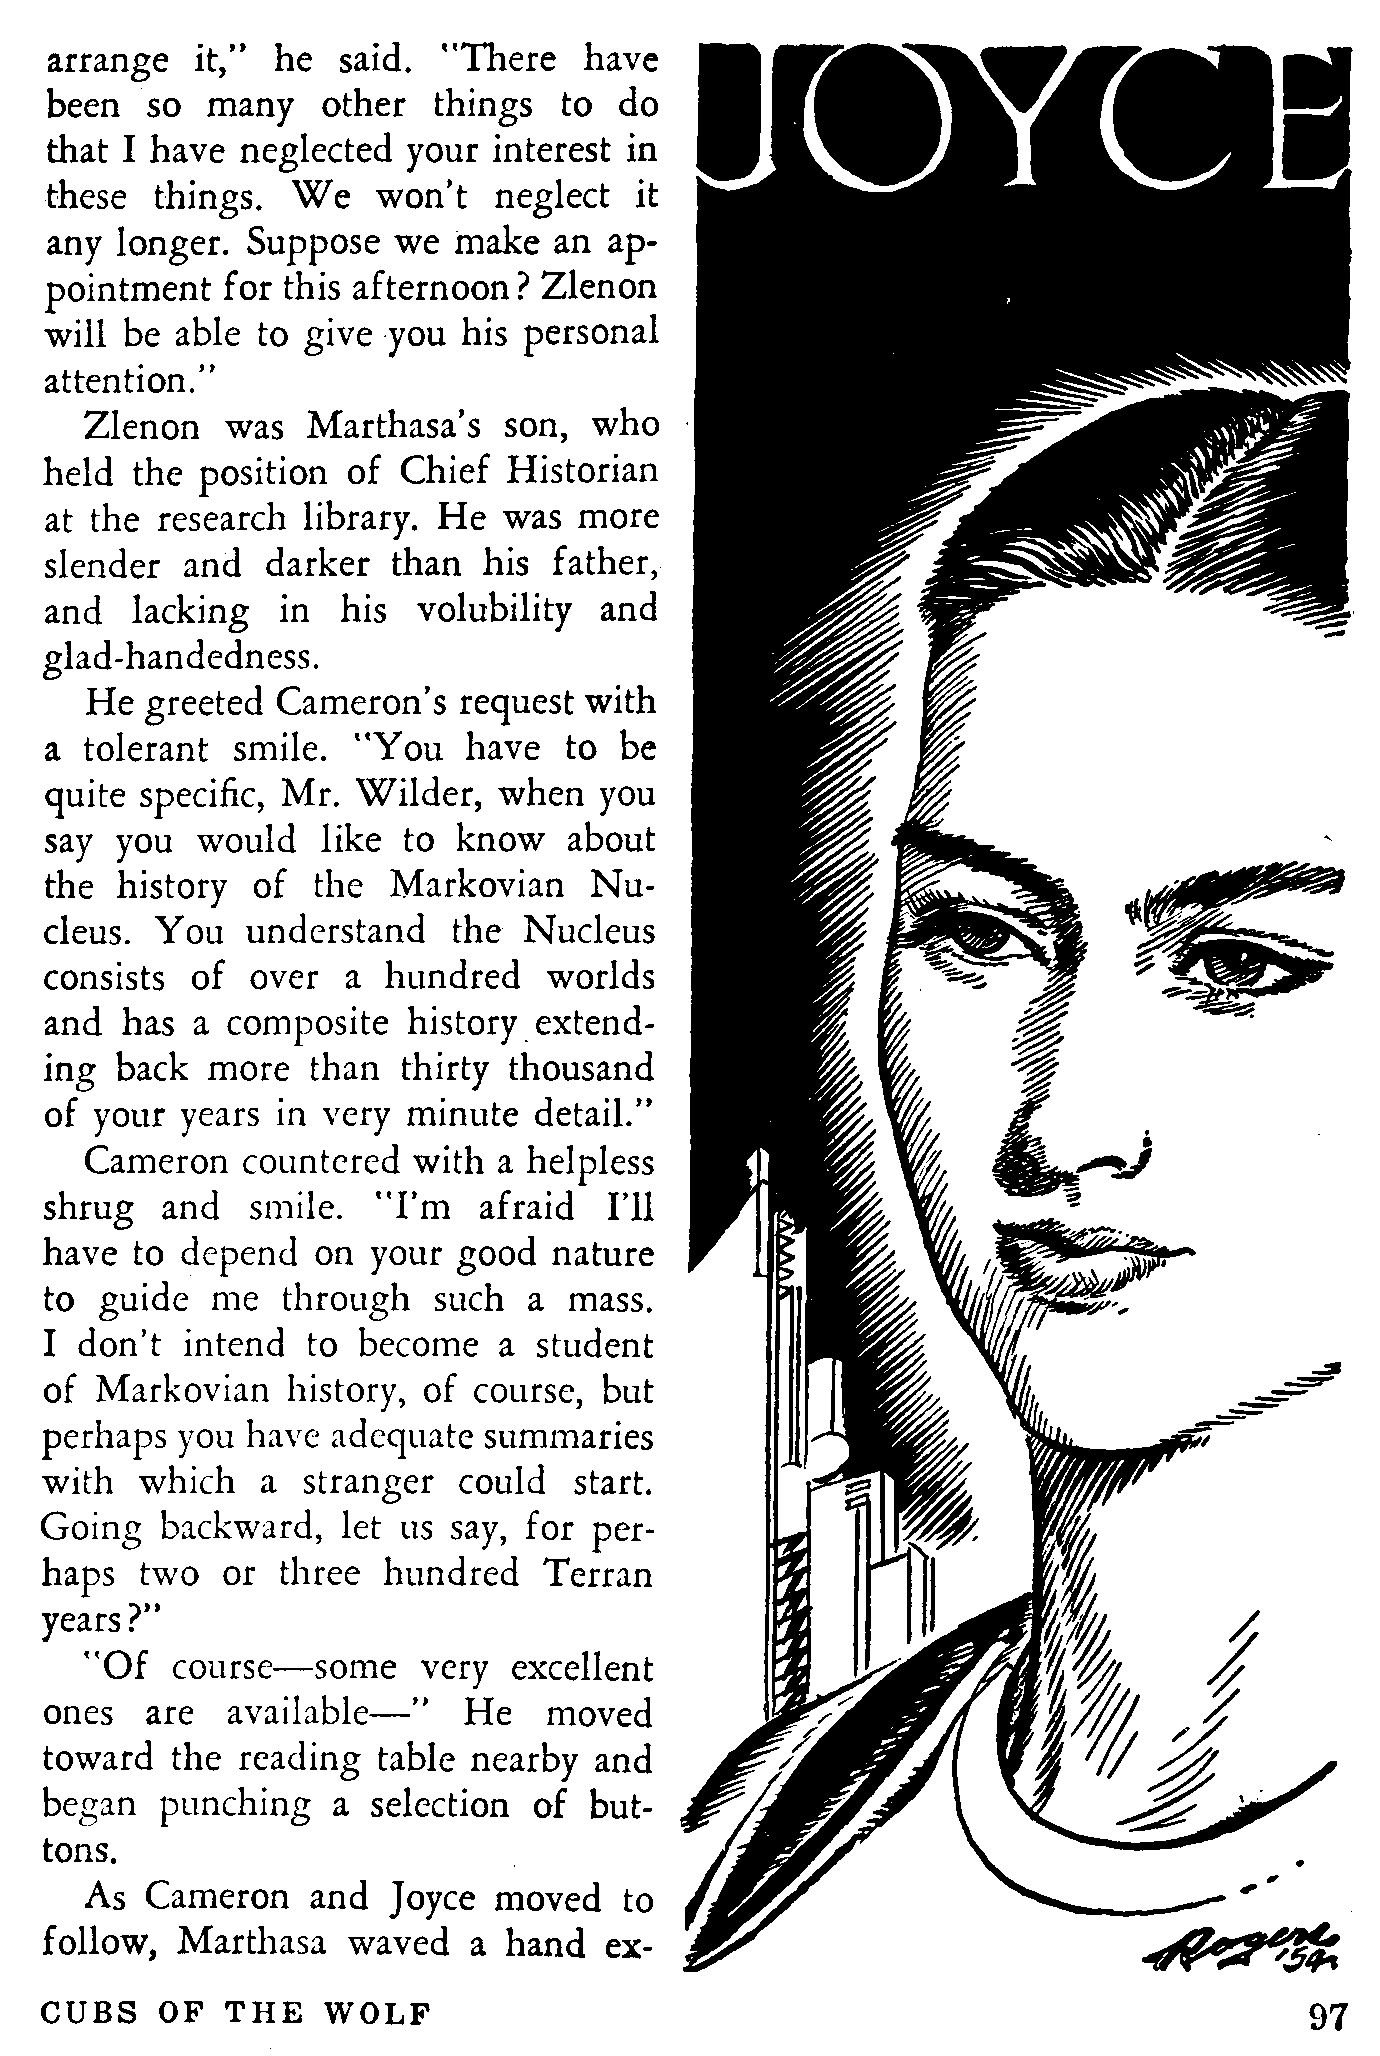 arrange it," he said. "There have
been so many other things to do
that I have neglected your interest in
these things. We won't neglect it
any longer. Suppose we make an ap-
pointment for this afternoon? Zlenon
will be able to give you his personal
attention."
Zlenon was Marthasa's son, who
held the position of Chief Historian
at the research library. He was more
slender and darker than his father,
and lacking in his volubility and
glad-handedness.
He greeted Cameron's request with
a tolerant smile. "You have to be
quite specific, Mr. Wilder, when you
say you would like to know about
the history of the Markovian Nu-
cleus. You understand the Nucleus
consists of over a hundred worlds
and has a composite history extend-
ing back more than thirty thousand
of your years in very minute detail."
Cameron countered with a helpless
shrug and smile. "I'm afraid I'll
have to depend on your good nature
to guide me through such a mass.
I don't intend to become a student
of Markovian history, of course, but
perhaps you have adequate summaries
with which a stranger could start.
Going backward, let us say, for per-
haps two or three hundred Terran
years?"
"Of course—some very excellent
ones are available—" He moved
toward the reading table nearby and
began punching a selection of but-
tons.
As Cameron and Joyce moved to
follow, Marthasa waved a hand ex-
JOYCE
Rogers
'54
CUBS OF THE WOLF
97